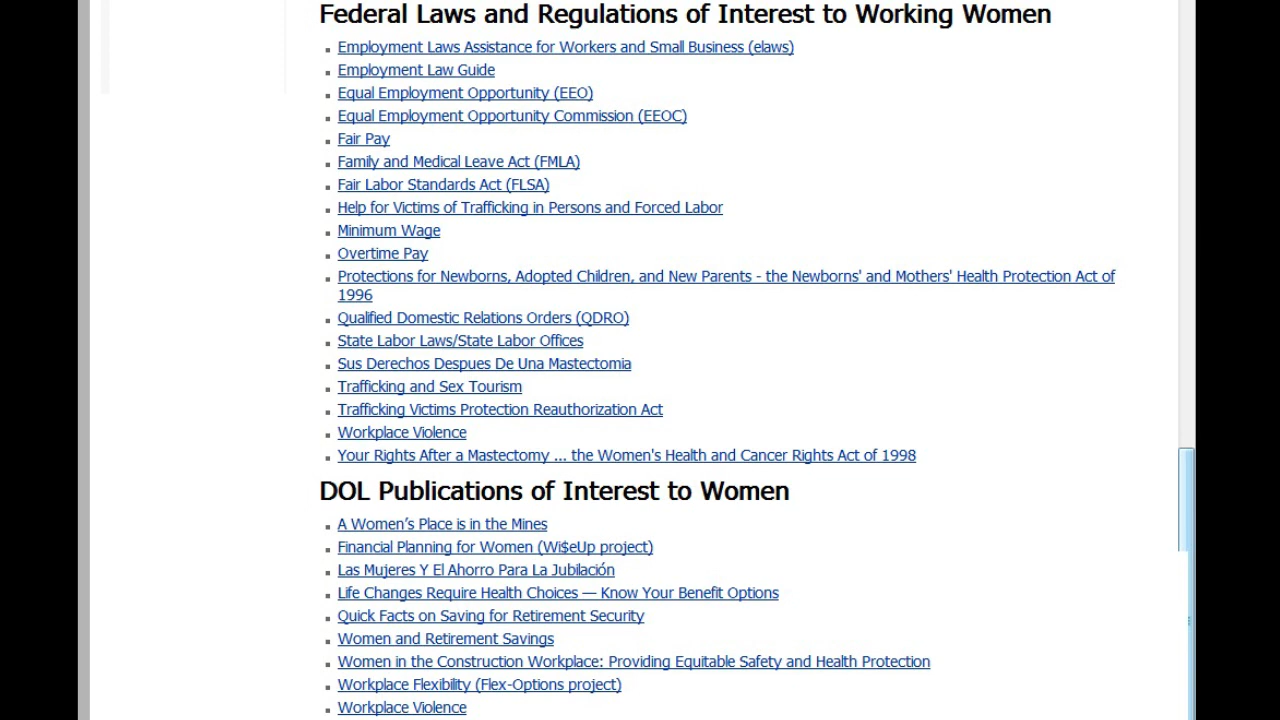 Federal Laws and Regulations of Interest to Working Women
Employment Laws Assistance for Workers and Small Business (elaws)
Employment Law Guide
Equal Employment Opportunity (EEO)
Equal Employment Opportunity Commission (EEOC)
Fair Pay
Family and Medical Leave Act (FMLA)
Fair Labor Standards Act (FLSA)
Help for Victims of Trafficking in Persons and Forced Labor
Minimum Wage
Overtime Pay
Protections for Newborns, Adopted Children, and New Parents - the Newborns' and Mothers' Health Protection Act of
1996
Qualified Domestic Relations Orders (QDRO)
State Labor Laws/State Labor Offices
Sus Derechos Despues De Una Mastectomia
Trafficking and Sex Tourism
Trafficking Victims Protection Reauthorization Act
Workplace Violence
Your Rights After a Mastectomy ... the Women's Health and Cancer Rights Act of 1998
DOL Publications of Interest to Women
A Women’s Place is in the Mines
Financial Planning for Women (Wi$eUp project)
Las Mujeres Y El Ahorro Para La Jubilación
Life Changes Require Health Choices — Know Your Benefit Options
Quick Facts on Saving for Retirement Security
Women and Retirement Savings
Women in the Construction Workplace: Providing Equitable Safety and Health Protection
Workplace Flexibility (Flex-Options project)
Workplace Violence